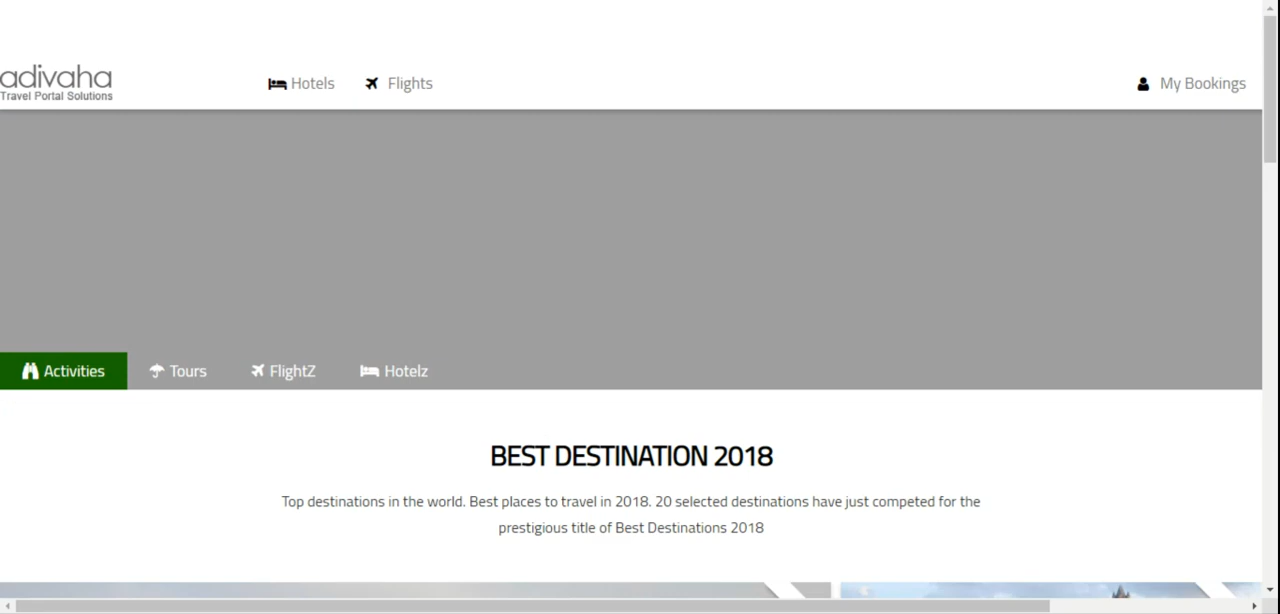 adivaha
Travel Portal Solutions
Hotels Flights My Bookings
Activities Tours FlightZ Hotelz
BEST DESTINATION 2018
Top destinations in the world. Best places to travel in 2018. 20 selected destinations have just competed for the
prestigious title of Best Destinations 2018